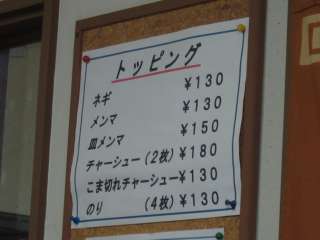 トッピング
ネギ ¥130
メンマ ¥130
皿メンマ ¥150
チャーシュー(2枚) ¥180
こま切れチャーシュー ¥130
のり (4枚) ¥130